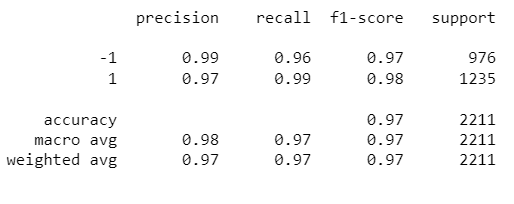 precision recall f1-score support
-1 0.99 0.96 0.97 976
1 0.97 0.99 0.98 1235
accuracy 0.97 2211
macro avg 0.98 0.97 0.97 2211
weighted avg 0.97 0.97 0.97 2211